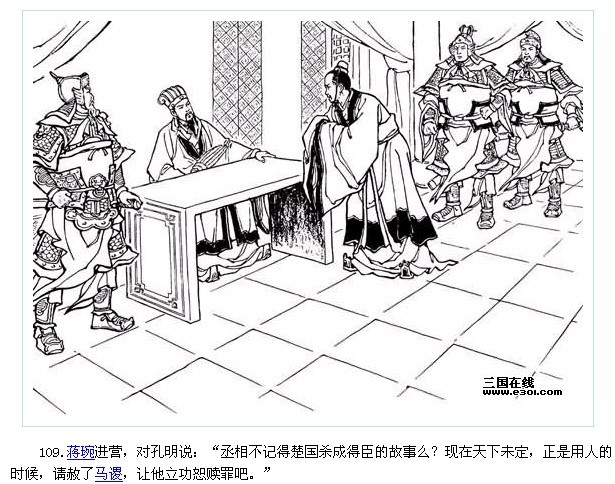 三国在线
www.e3ol.com
109.蒋琬进营，对孔明说：“丞相不记得楚国杀成得臣的故事么？现在天下未定，正是用人的
时候，请赦了马谡，让他立功恕赎罪吧。”